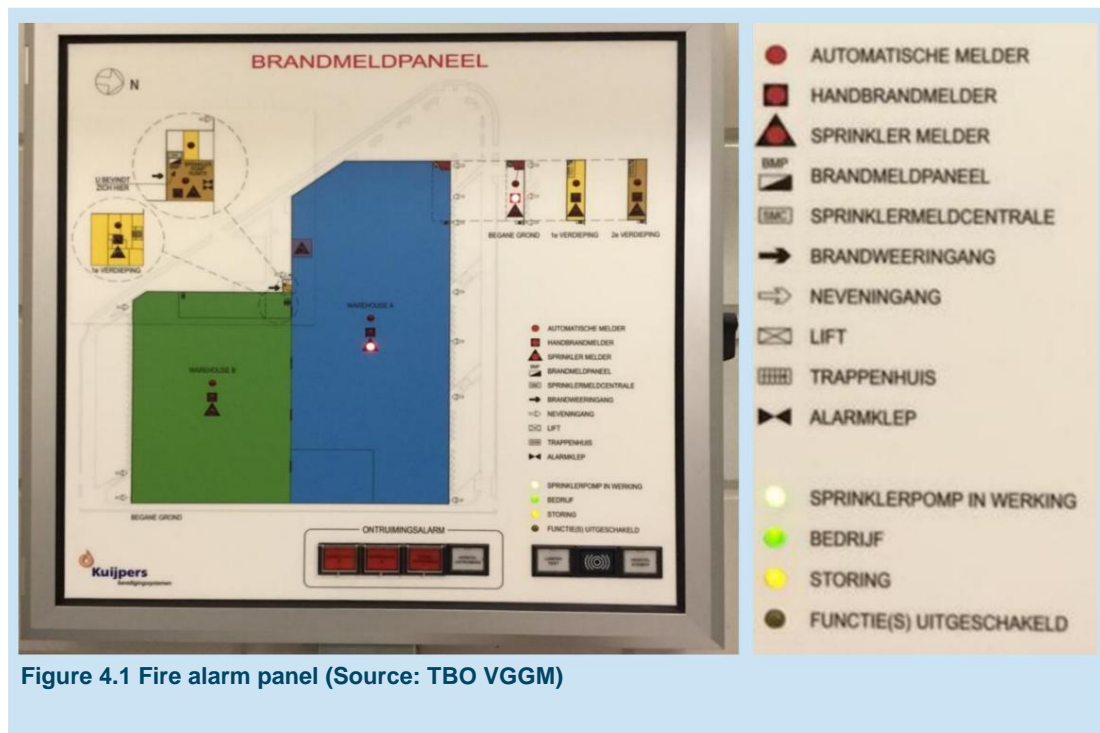 BRANDMELDPANEEL
N
U BEVINDT
ZICH HIER
1e VERDIEPING
BEGANE GROND
1e VERDIEPING
2e VERDIEPING
WAREHOUSE A
WAREHOUSE B
AUTOMATISCHE MELDER
HANDBRANDMELDER
SPRINKLER MELDER
BMP
BRANDMELDPANEEL
SMC
SPRINKLERMELDCENTRALE
BRANDWEERINGANG
NEVENINGANG
LIFT
TRAPPENHUIS
ALARMKLEP
SPRINKLERPOMP IN WERKING
BEDRIJF
STORING
FUNCTIE(S) UITGESCHAKELD
BEGANE GROND
ONTRUIMINGSALARM
Kuijpers
beveiligingssystemen
AUTOMATISCHE MELDER
HANDBRANDMELDER
SPRINKLER MELDER
BMP
BRANDMELDPANEEL
SMC
SPRINKLERMELDCENTRALE
BRANDWEERINGANG
NEVENINGANG
LIFT
TRAPPENHUIS
ALARMKLEP
SPRINKLERPOMP IN WERKING
BEDRIJF
STORING
FUNCTIE(S) UITGESCHAKELD
Figure 4.1 Fire alarm panel (Source: TBO VGGM)